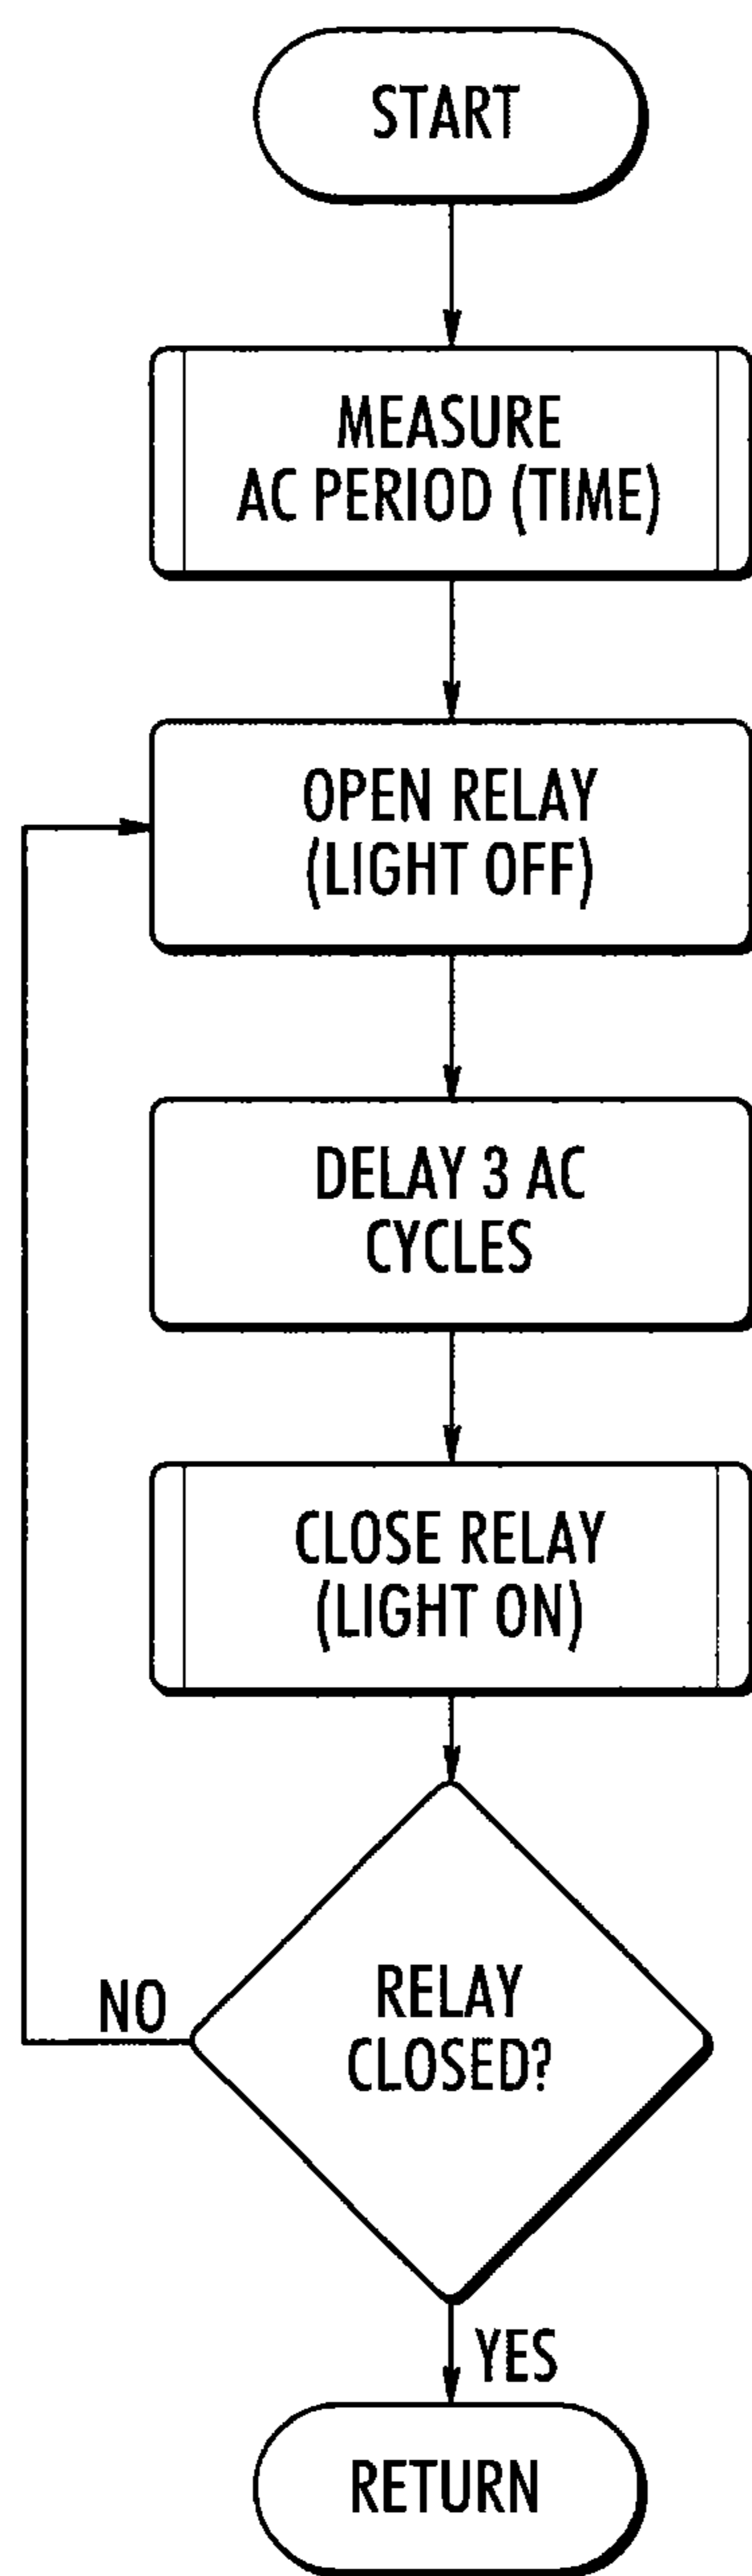 START
MEASURE
AC PERIOD (TIME)
OPEN RELAY
(LIGHT OFF)
DELAY 3 AC
CYCLES
CLOSE RELAY
(LIGHT ON)
RELAY
CLOSED?
NO
YES
RETURN